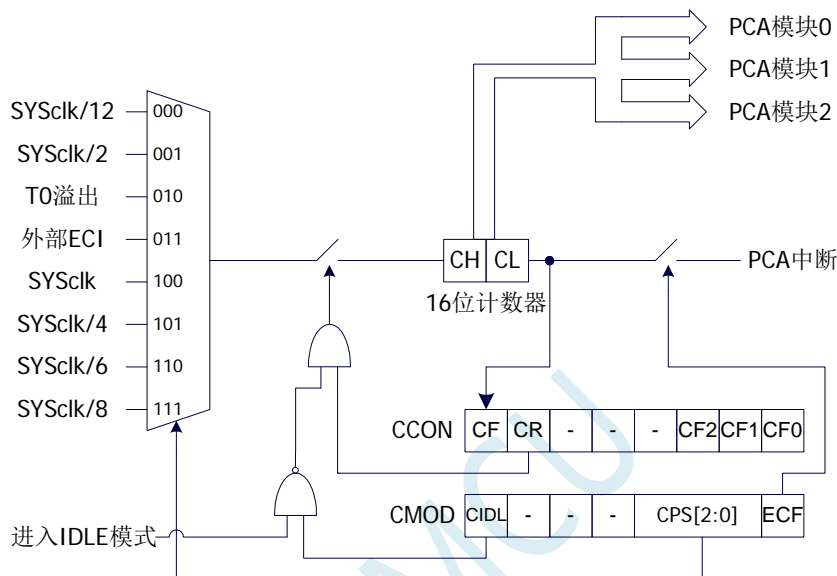 PCA模块0
PCA模块1
PCA模块2
SYSclk/12 000
SYSclk/2 001
T0溢出 010
外部ECI 011
SYSclk 100
SYSclk/4 101
SYSclk/6 110
SYSclk/8 111
CH CL
PCA中断
16位计数器
CCON CF CR - - - CF2 CF1 CF0
CMOD CIDL - - - CPS[2:0] ECF
进入IDLE模式
MCU